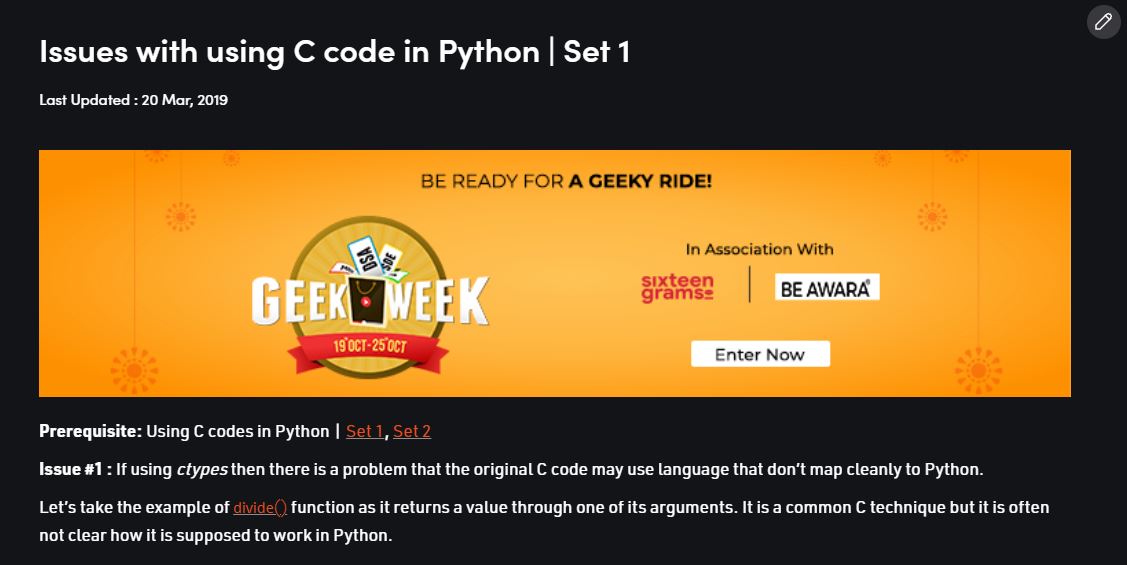 Issues with using C code in Python | Set 1
Last Updated : 20 Mar, 2019
BE READY FOR A GEEKY RIDE!
DSA
SDE
GEEK WEEK
19 OCT - 25 OCT
In Association With
sixteen
grams
BE AWARA
Enter Now
Prerequisite: Using C codes in Python | Set 1, Set 2
Issue #1 : If using ctypes then there is a problem that the original C code may use language that don’t map cleanly to Python.
Let’s take the example of divide() function as it returns a value through one of its arguments. It is a common C technique but it is often
not clear how it is supposed to work in Python.